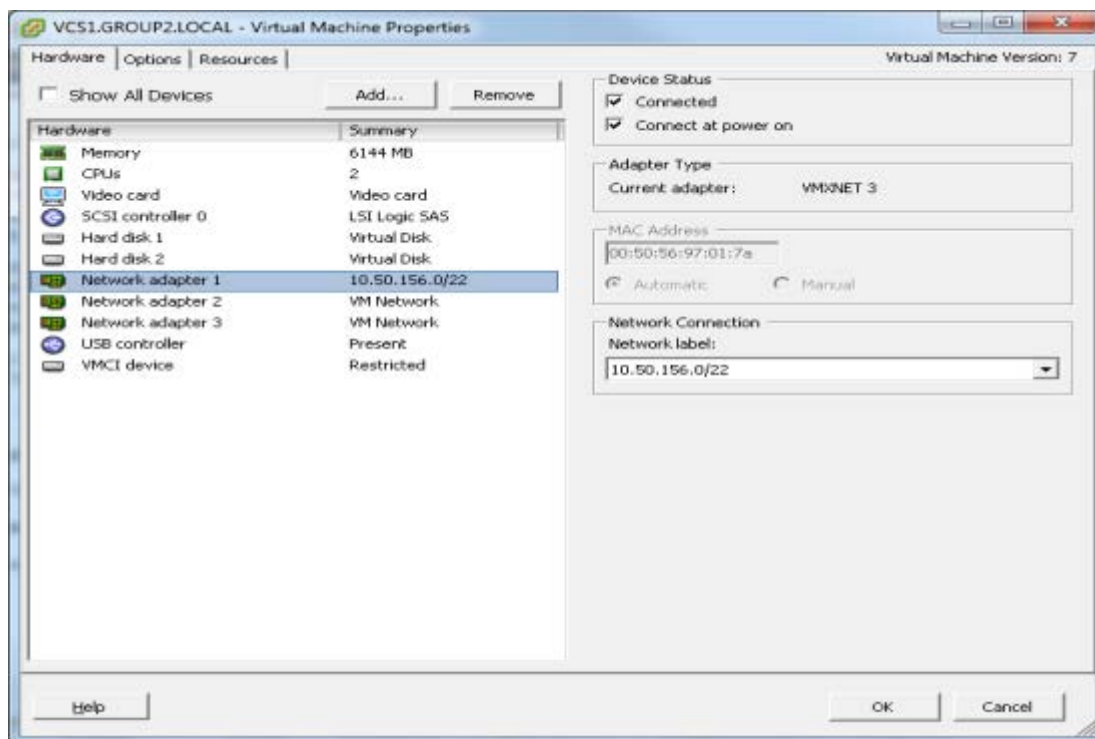 VCS1.GROUP2.LOCAL - Virtual Machine Properties
Hardware Options Resources
Virtual Machine Version: 7
Show All Devices
Add...
Remove
Hardware Summary
Memory 6144 MB
CPUs 2
Video card Video card
SCSI controller 0 LSI Logic SAS
Hard disk 1 Virtual Disk
Hard disk 2 Virtual Disk
Network adapter 1 10.50.156.0/22
Network adapter 2 VM Network
Network adapter 3 VM Network
USB controller Present
VMCI device Restricted
Device Status
Connected
Connect at power on
Adapter Type
Current adapter: VMXNET 3
MAC Address
00:50:56:97:01:7a
Automatic Manual
Network Connection
Network label:
10.50.156.0/22
Help
OK
Cancel